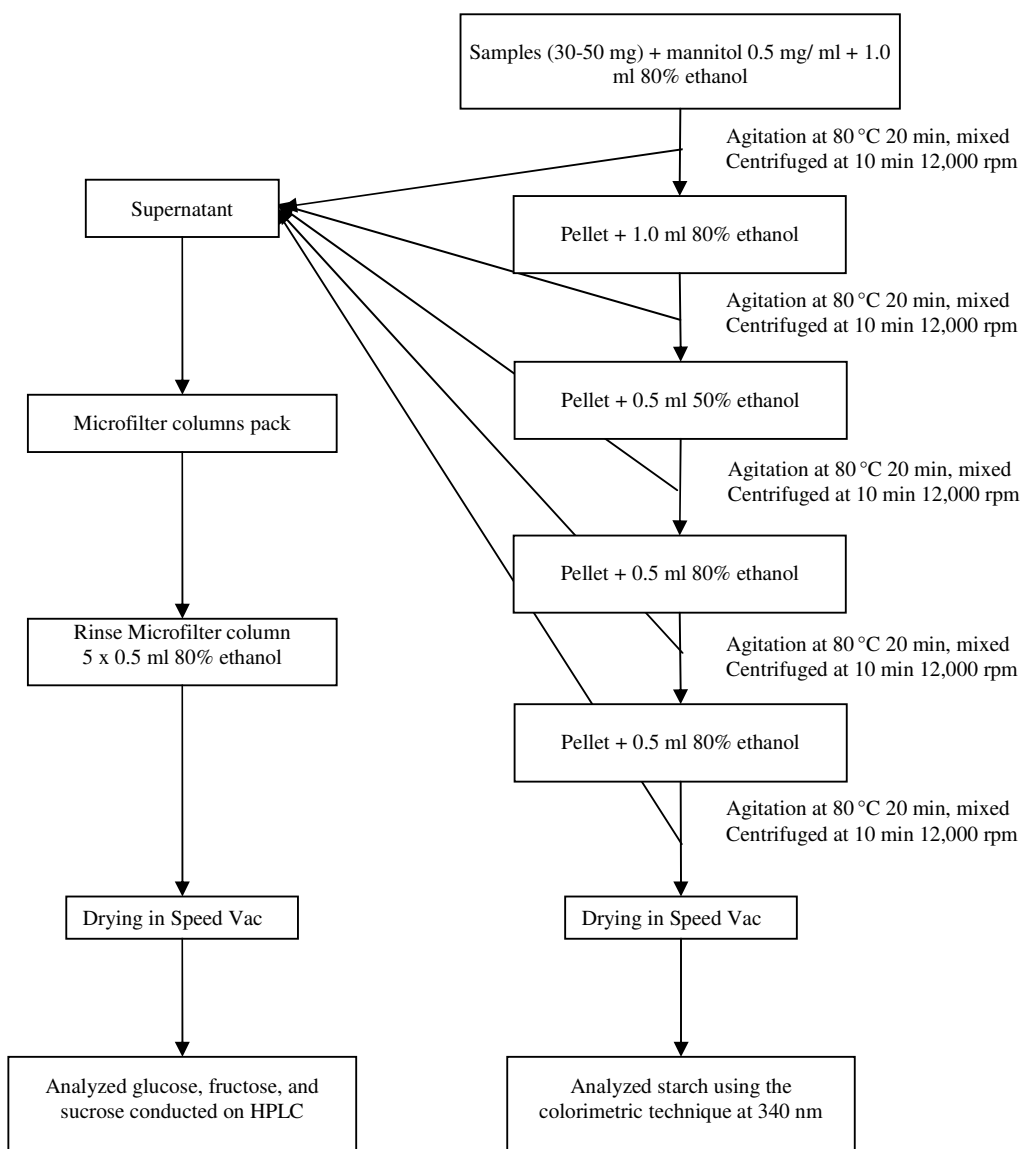 Samples (30-50 mg) + mannitol 0.5 mg/ ml + 1.0
ml 80% ethanol
Agitation at 80 °C 20 min, mixed
Centrifuged at 10 min 12,000 rpm
Supernatant
Pellet + 1.0 ml 80% ethanol
Agitation at 80 °C 20 min, mixed
Centrifuged at 10 min 12,000 rpm
Microfilter columns pack
Pellet + 0.5 ml 50% ethanol
Agitation at 80 °C 20 min, mixed
Centrifuged at 10 min 12,000 rpm
Pellet + 0.5 ml 80% ethanol
Rinse Microfilter column
5 x 0.5 ml 80% ethanol
Agitation at 80 °C 20 min, mixed
Centrifuged at 10 min 12,000 rpm
Pellet + 0.5 ml 80% ethanol
Agitation at 80 °C 20 min, mixed
Centrifuged at 10 min 12,000 rpm
Drying in Speed Vac
Drying in Speed Vac
Analyzed glucose, fructose, and
sucrose conducted on HPLC
Analyzed starch using the
colorimetric technique at 340 nm